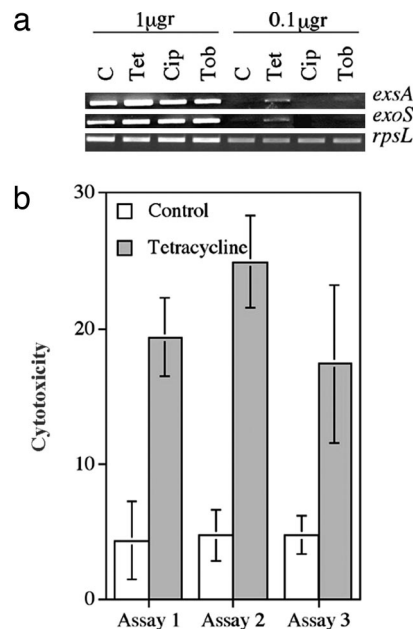 a
1µgr 0.1µgr
C Tet Cip Tob C Tet Cip Tob
exsA
exoS
rpsL
b
30
Control
Tetracycline
20
Cytotoxicity
10
0
Assay 1 Assay 2 Assay 3